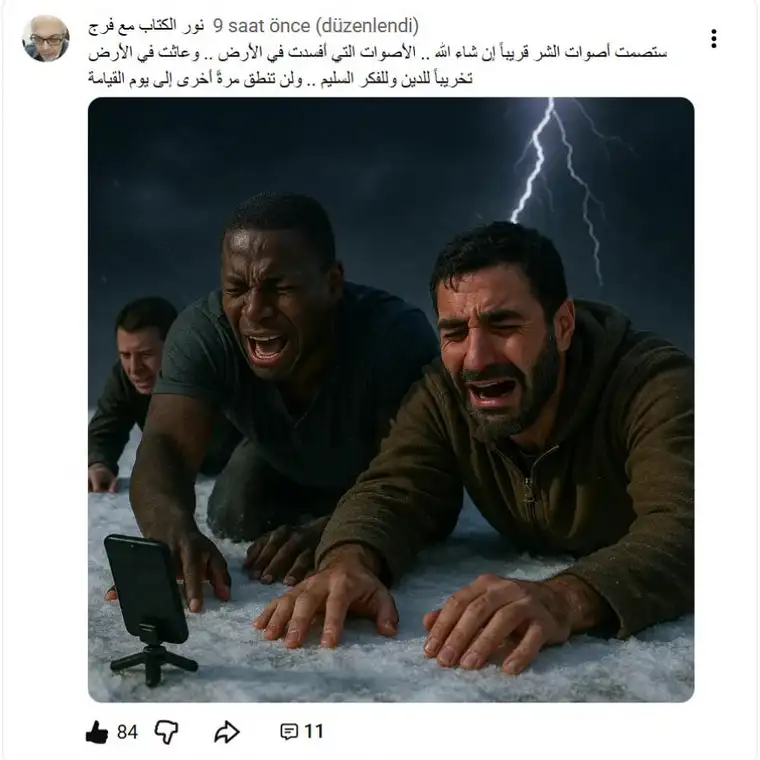 نور الكتاب مع فرج 9 saat önce (düzenlendi)
ستصمت أصوات الشر قريباً إن شاء الله .. الأصوات التي أفسدت في الأرض .. وعاثت في الأرض
تخريباً للدين وللفكر السليم .. ولن تنطق مرةً أخرى إلى يوم القيامة
84 11